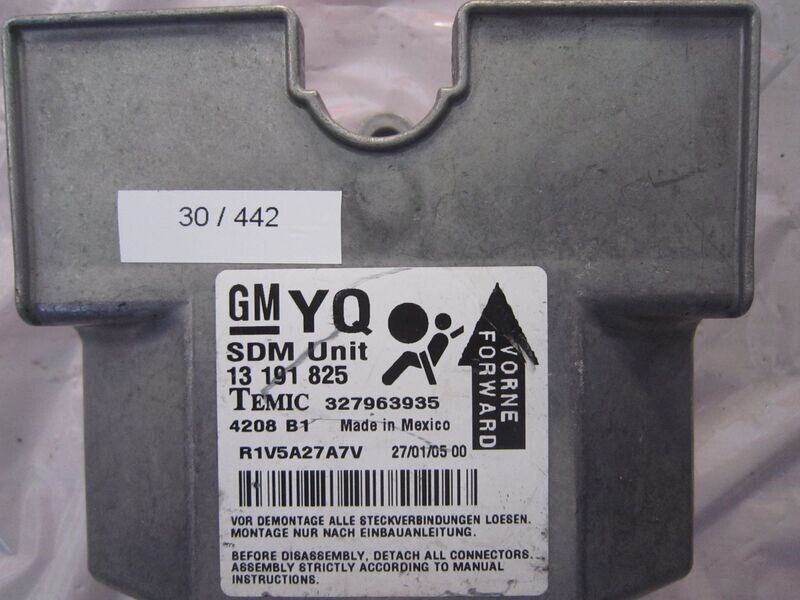 30 / 442
GM YQ
SDM Unit
13 191 825
TEMIC 327963935
4208 B1 Made in Mexico
R1V5A27A7V 27/01/05 00
VORNE
FORWARD
VOR DEMONTAGE ALLE STECKVERBINDUNGEN LOESEN.
MONTAGE NUR NACH EINBAUANLEITUNG.
BEFORE DISASSEMBLY, DETACH ALL CONNECTORS.
ASSEMBLY STRICTLY ACCORDING TO MANUAL
INSTRUCTIONS.